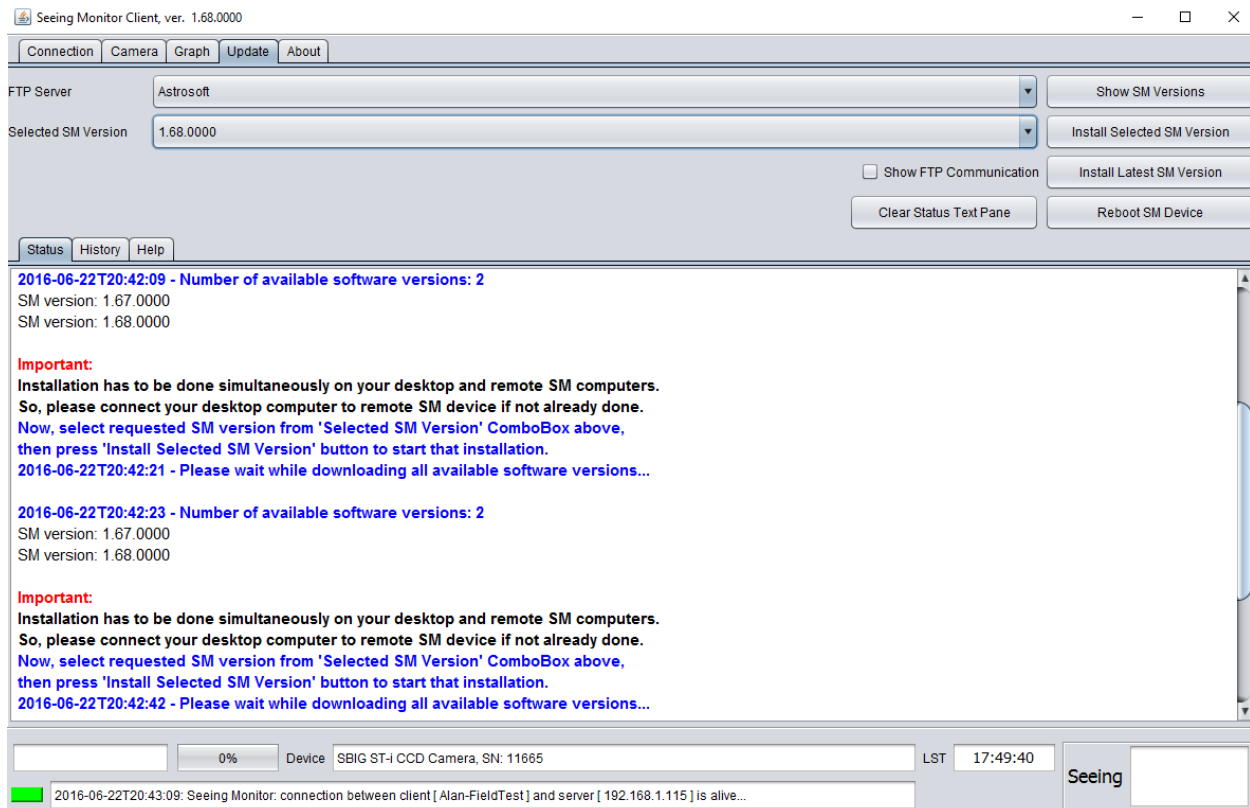 Seeing Monitor Client, ver. 1.68.0000
Connection Camera Graph Update About
FTP Server Astrosoft Show SM Versions
Selected SM Version 1.68.0000 Install Selected SM Version
Show FTP Communication Install Latest SM Version
Clear Status Text Pane Reboot SM Device
Status History Help
2016-06-22T20:42:09 - Number of available software versions: 2
SM version: 1.67.0000
SM version: 1.68.0000
Important:
Installation has to be done simultaneously on your desktop and remote SM computers.
So, please connect your desktop computer to remote SM device if not already done.
Now, select requested SM version from 'Selected SM Version' ComboBox above,
then press 'Install Selected SM Version' button to start that installation.
2016-06-22T20:42:21 - Please wait while downloading all available software versions...
2016-06-22T20:42:23 - Number of available software versions: 2
SM version: 1.67.0000
SM version: 1.68.0000
Important:
Installation has to be done simultaneously on your desktop and remote SM computers.
So, please connect your desktop computer to remote SM device if not already done.
Now, select requested SM version from 'Selected SM Version' ComboBox above,
then press 'Install Selected SM Version' button to start that installation.
2016-06-22T20:42:42 - Please wait while downloading all available software versions...
0% Device SBIG ST-i CCD Camera, SN: 11665 LST 17:49:40
Seeing
2016-06-22T20:43:09: Seeing Monitor: connection between client [ Alan-FieldTest ] and server [ 192.168.1.115 ] is alive...